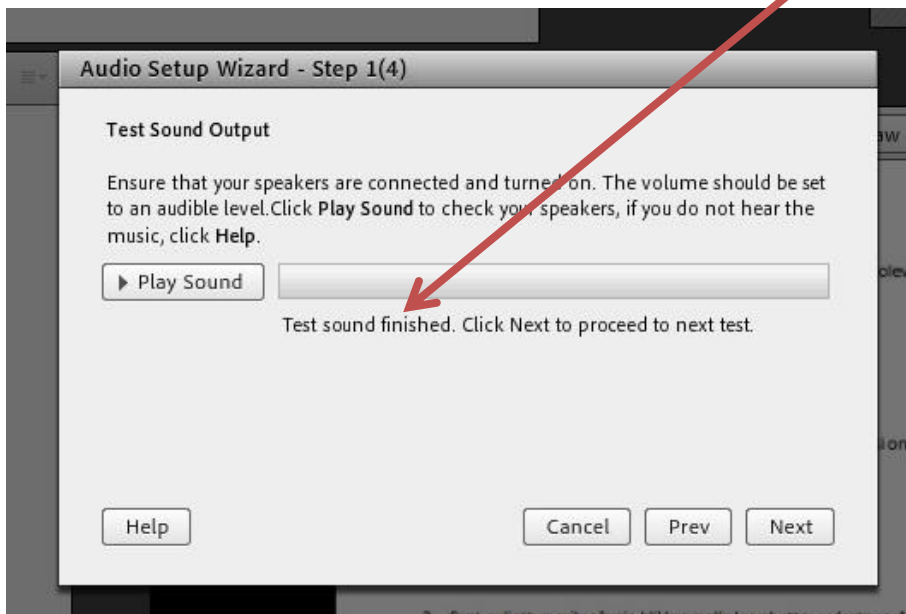 Audio Setup Wizard - Step 1(4)
Test Sound Output
Ensure that your speakers are connected and turned on. The volume should be set
to an audible level.Click Play Sound to check your speakers, if you do not hear the
music, click Help.
Play Sound
Test sound finished. Click Next to proceed to next test.
Help
Cancel
Prev
Next